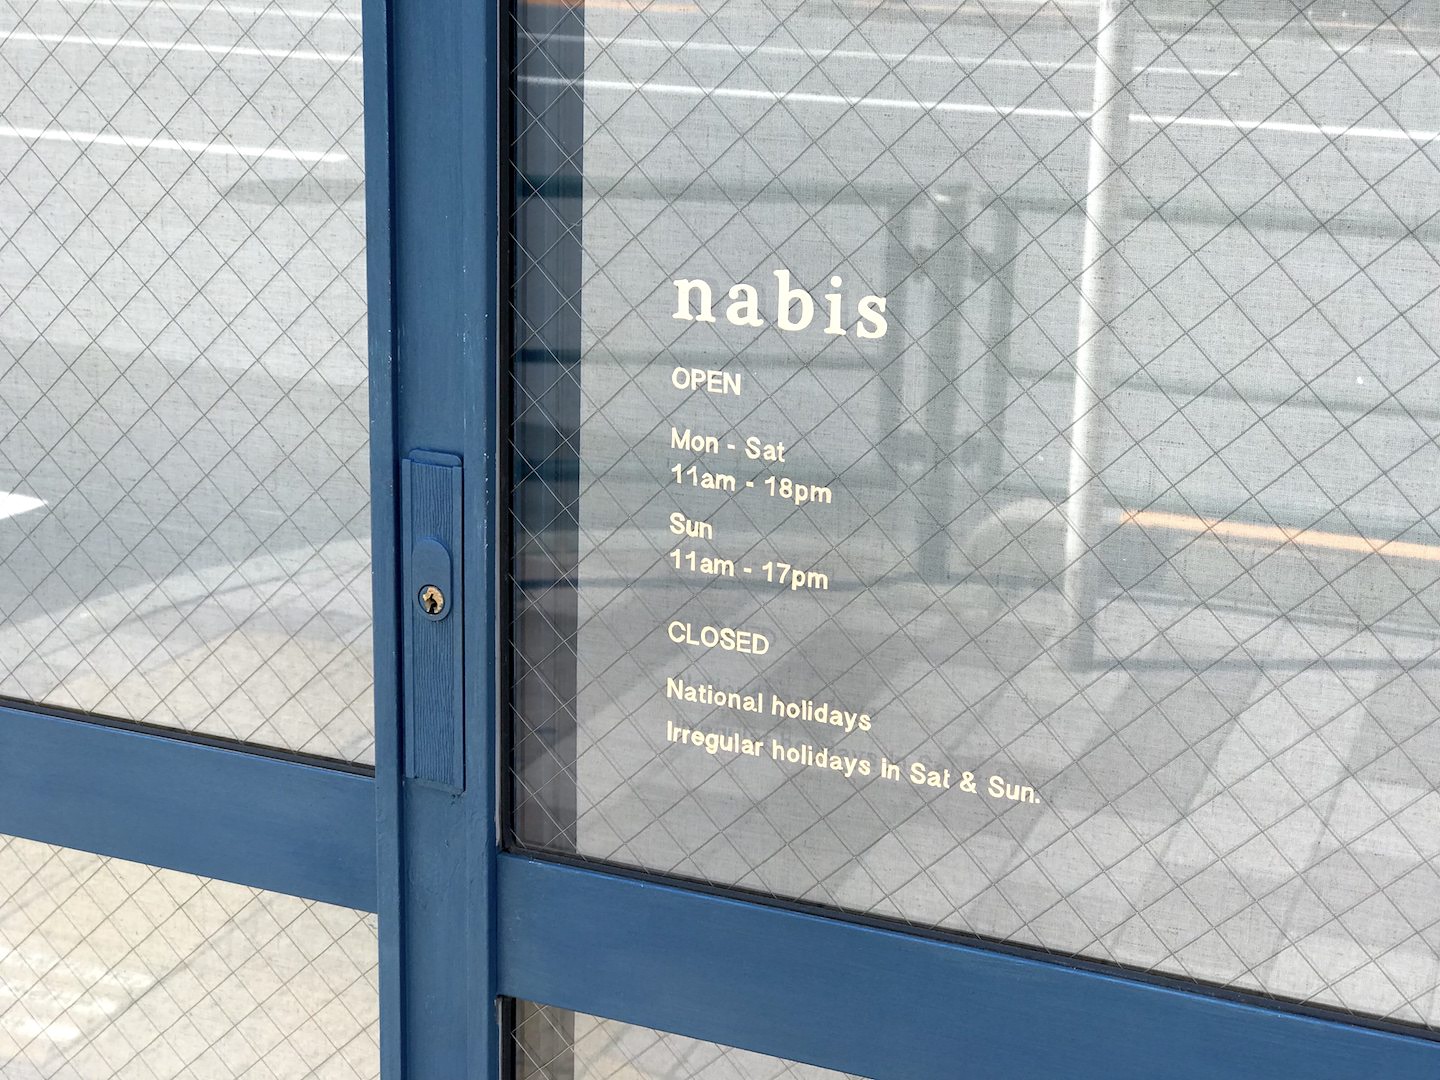 nabis
OPEN
Mon - Sat
11am - 18pm
Sun
11am - 17pm
CLOSED
National holidays
Irregular holidays in Sat & Sun.